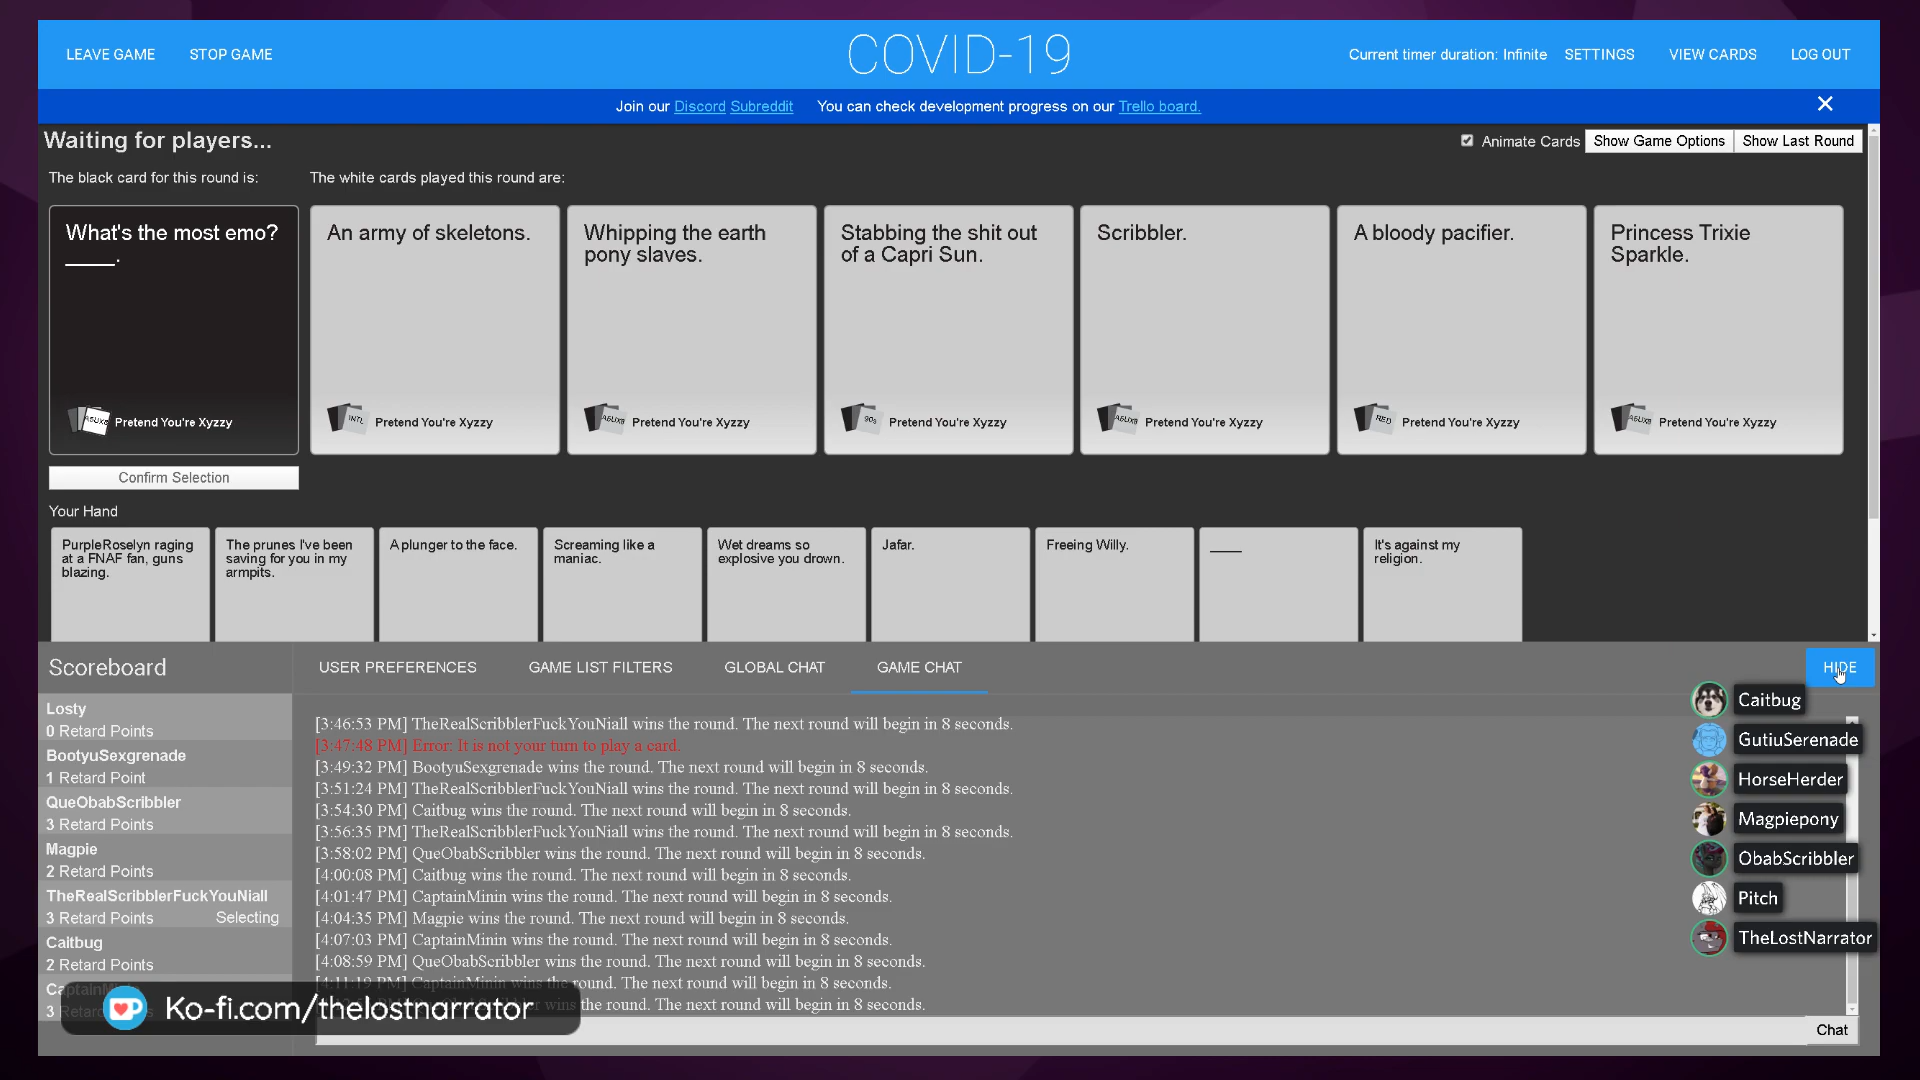 LEAVE GAME STOP GAME COVID-19 Current timer duration: Infinite SETTINGS VIEW CARDS LOG OUT
Join our Discord Subreddit You can check development progress on our Trello board.
Waiting for players...
Animate Cards Show Game Options Show Last Round
The black card for this round is:
The white cards played this round are:
What's the most emo?
_____.
Pretend You're Xyzzy
An army of skeletons.
INTL Pretend You're Xyzzy
Whipping the earth
pony slaves.
Pretend You're Xyzzy
Stabbing the shit out
of a Capri Sun.
90s Pretend You're Xyzzy
Scribbler.
Pretend You're Xyzzy
A bloody pacifier.
RED Pretend You're Xyzzy
Princess Trixie
Sparkle.
Pretend You're Xyzzy
Confirm Selection
Your Hand
PurpleRoselyn raging
at a FNAF fan, guns
blazing.
The prunes I've been
saving for you in my
armpits.
A plunger to the face.
Screaming like a
maniac.
Wet dreams so
explosive you drown.
Jafar.
Freeing Willy.
____
It's against my
religion.
Scoreboard
USER PREFERENCES GAME LIST FILTERS GLOBAL CHAT GAME CHAT HIDE
Losty
0 Retard Points
BootyuSexgrenade
1 Retard Point
QueObabScribbler
3 Retard Points
Magpie
2 Retard Points
TheRealScribblerFuckYouNiall
3 Retard Points Selecting
Caitbug
2 Retard Points
3
[3:46:53 PM] TheRealScribblerFuckYouNiall wins the round. The next round will begin in 8 seconds.
[3:47:48 PM] Error: It is not your turn to play a card.
[3:49:32 PM] BootyuSexgrenade wins the round. The next round will begin in 8 seconds.
[3:51:24 PM] TheRealScribblerFuckYouNiall wins the round. The next round will begin in 8 seconds.
[3:54:30 PM] Caitbug wins the round. The next round will begin in 8 seconds.
[3:56:35 PM] TheRealScribblerFuckYouNiall wins the round. The next round will begin in 8 seconds.
[3:58:02 PM] QueObabScribbler wins the round. The next round will begin in 8 seconds.
[4:00:08 PM] Caitbug wins the round. The next round will begin in 8 seconds.
[4:01:47 PM] CaptainMinin wins the round. The next round will begin in 8 seconds.
[4:04:35 PM] Magpie wins the round. The next round will begin in 8 seconds.
[4:07:03 PM] CaptainMinin wins the round. The next round will begin in 8 seconds.
[4:08:59 PM] QueObabScribbler wins the round. The next round will begin in 8 seconds.
[4:11:19 PM] CaptainMinin wins the round. The next round will begin in 8 seconds.
the round. The next round will begin in 8 seconds.
Chat
Caitbug
GutiuSerenade
HorseHerder
Magpiepony
ObabScribbler
Pitch
TheLostNarrator
Ko-fi.com/thelostnarrator